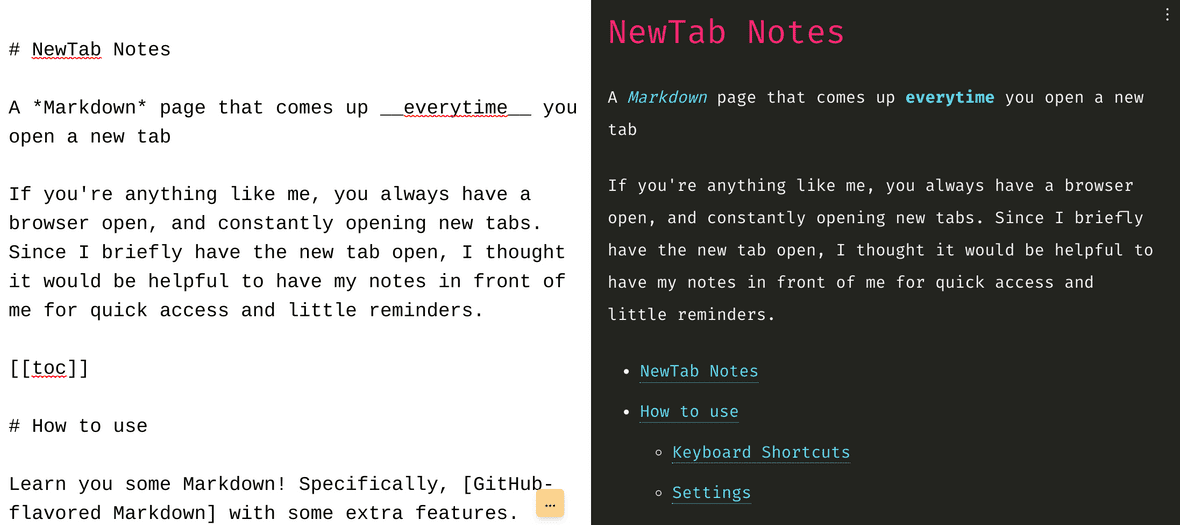 # NewTab Notes
A *Markdown* page that comes up __everytime__ you
open a new tab
If you're anything like me, you always have a
browser open, and constantly opening new tabs.
Since I briefly have the new tab open, I thought
it would be helpful to have my notes in front of
me for quick access and little reminders.
[[toc]]
# How to use
Learn you some Markdown! Specifically, [GitHub-
flavored Markdown] with some extra features.
...
NewTab Notes
A Markdown page that comes up everytime you open a new
tab
If you're anything like me, you always have a browser
open, and constantly opening new tabs. Since I briefly
have the new tab open, I thought it would be helpful to
have my notes in front of me for quick access and
little reminders.
• NewTab Notes
• How to use
◦ Keyboard Shortcuts
◦ Settings